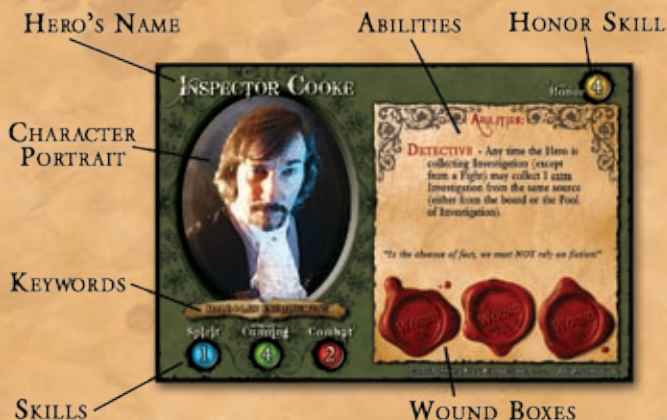 Hero's Name
Abilities
Honor Skill
Inspector Cooke
Honor 4
Character
Portrait
Abilities:
Detective - Any time the Hero is
collecting Investigation (except
from a Fight) may collect 1 extra
Investigation from the same source
(either from the board or the Pool
of Investigation).
"In the absence of fact, we must NOT rely on fiction!"
Keywords
Spirit Cunning Combat
1 4 2
Wound Wound Wound
Skills
Wound Boxes